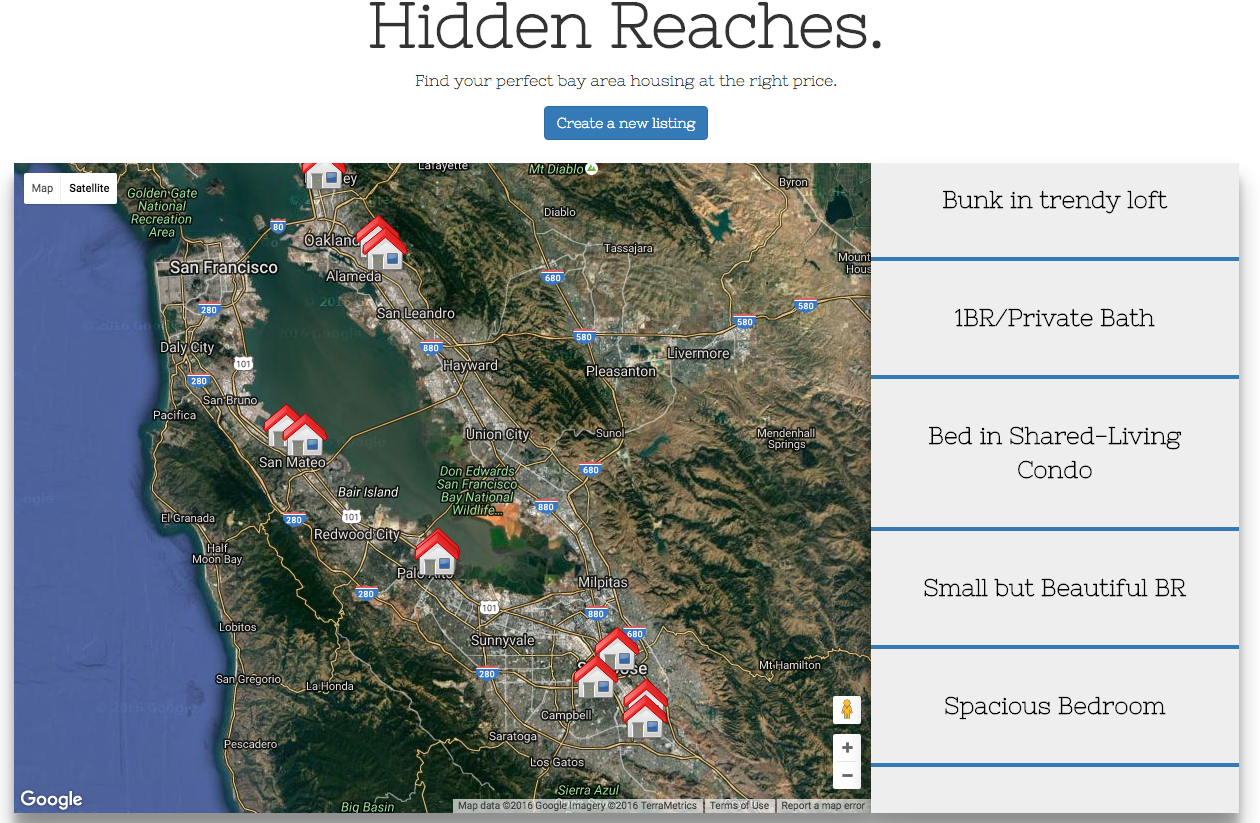 Hidden Reaches.
Find your perfect bay area housing at the right price.
Create a new listing
Map
Satellite
Golden Gate
National
Recreation
Area
Lafayette
Mt Diablo
Byron
Diablo
80
Oakland
Tassajara
San Francisco
Alameda
Mount
Hous
680
280
San Leandro
580
580
580
Daly City
880
Livermore
101
Hayward
Pleasanton
280
San Bruno
Pacifica
Union City
Sunol
Mendenhall
Springs
San Mateo
680
Don Edwards
San Francisco
Bay National
Wildlife...
Bair Island
880
El Granada
280
101
Redwood City
Half
Moon Bay
Milpitas
280
101
880
Lobitos
Sunnyvale
680
280
Mt Hamilton
San Gregorio
La Honda
Campbell
Saratoga
Pescadero
Los Gatos
Sierra Azul
Big Basin
Google
Map data ©2016 Google Imagery ©2016 TerraMetrics
Terms of Use
Report a map error
Bunk in trendy loft
1BR/Private Bath
Bed in Shared-Living
Condo
Small but Beautiful BR
Spacious Bedroom